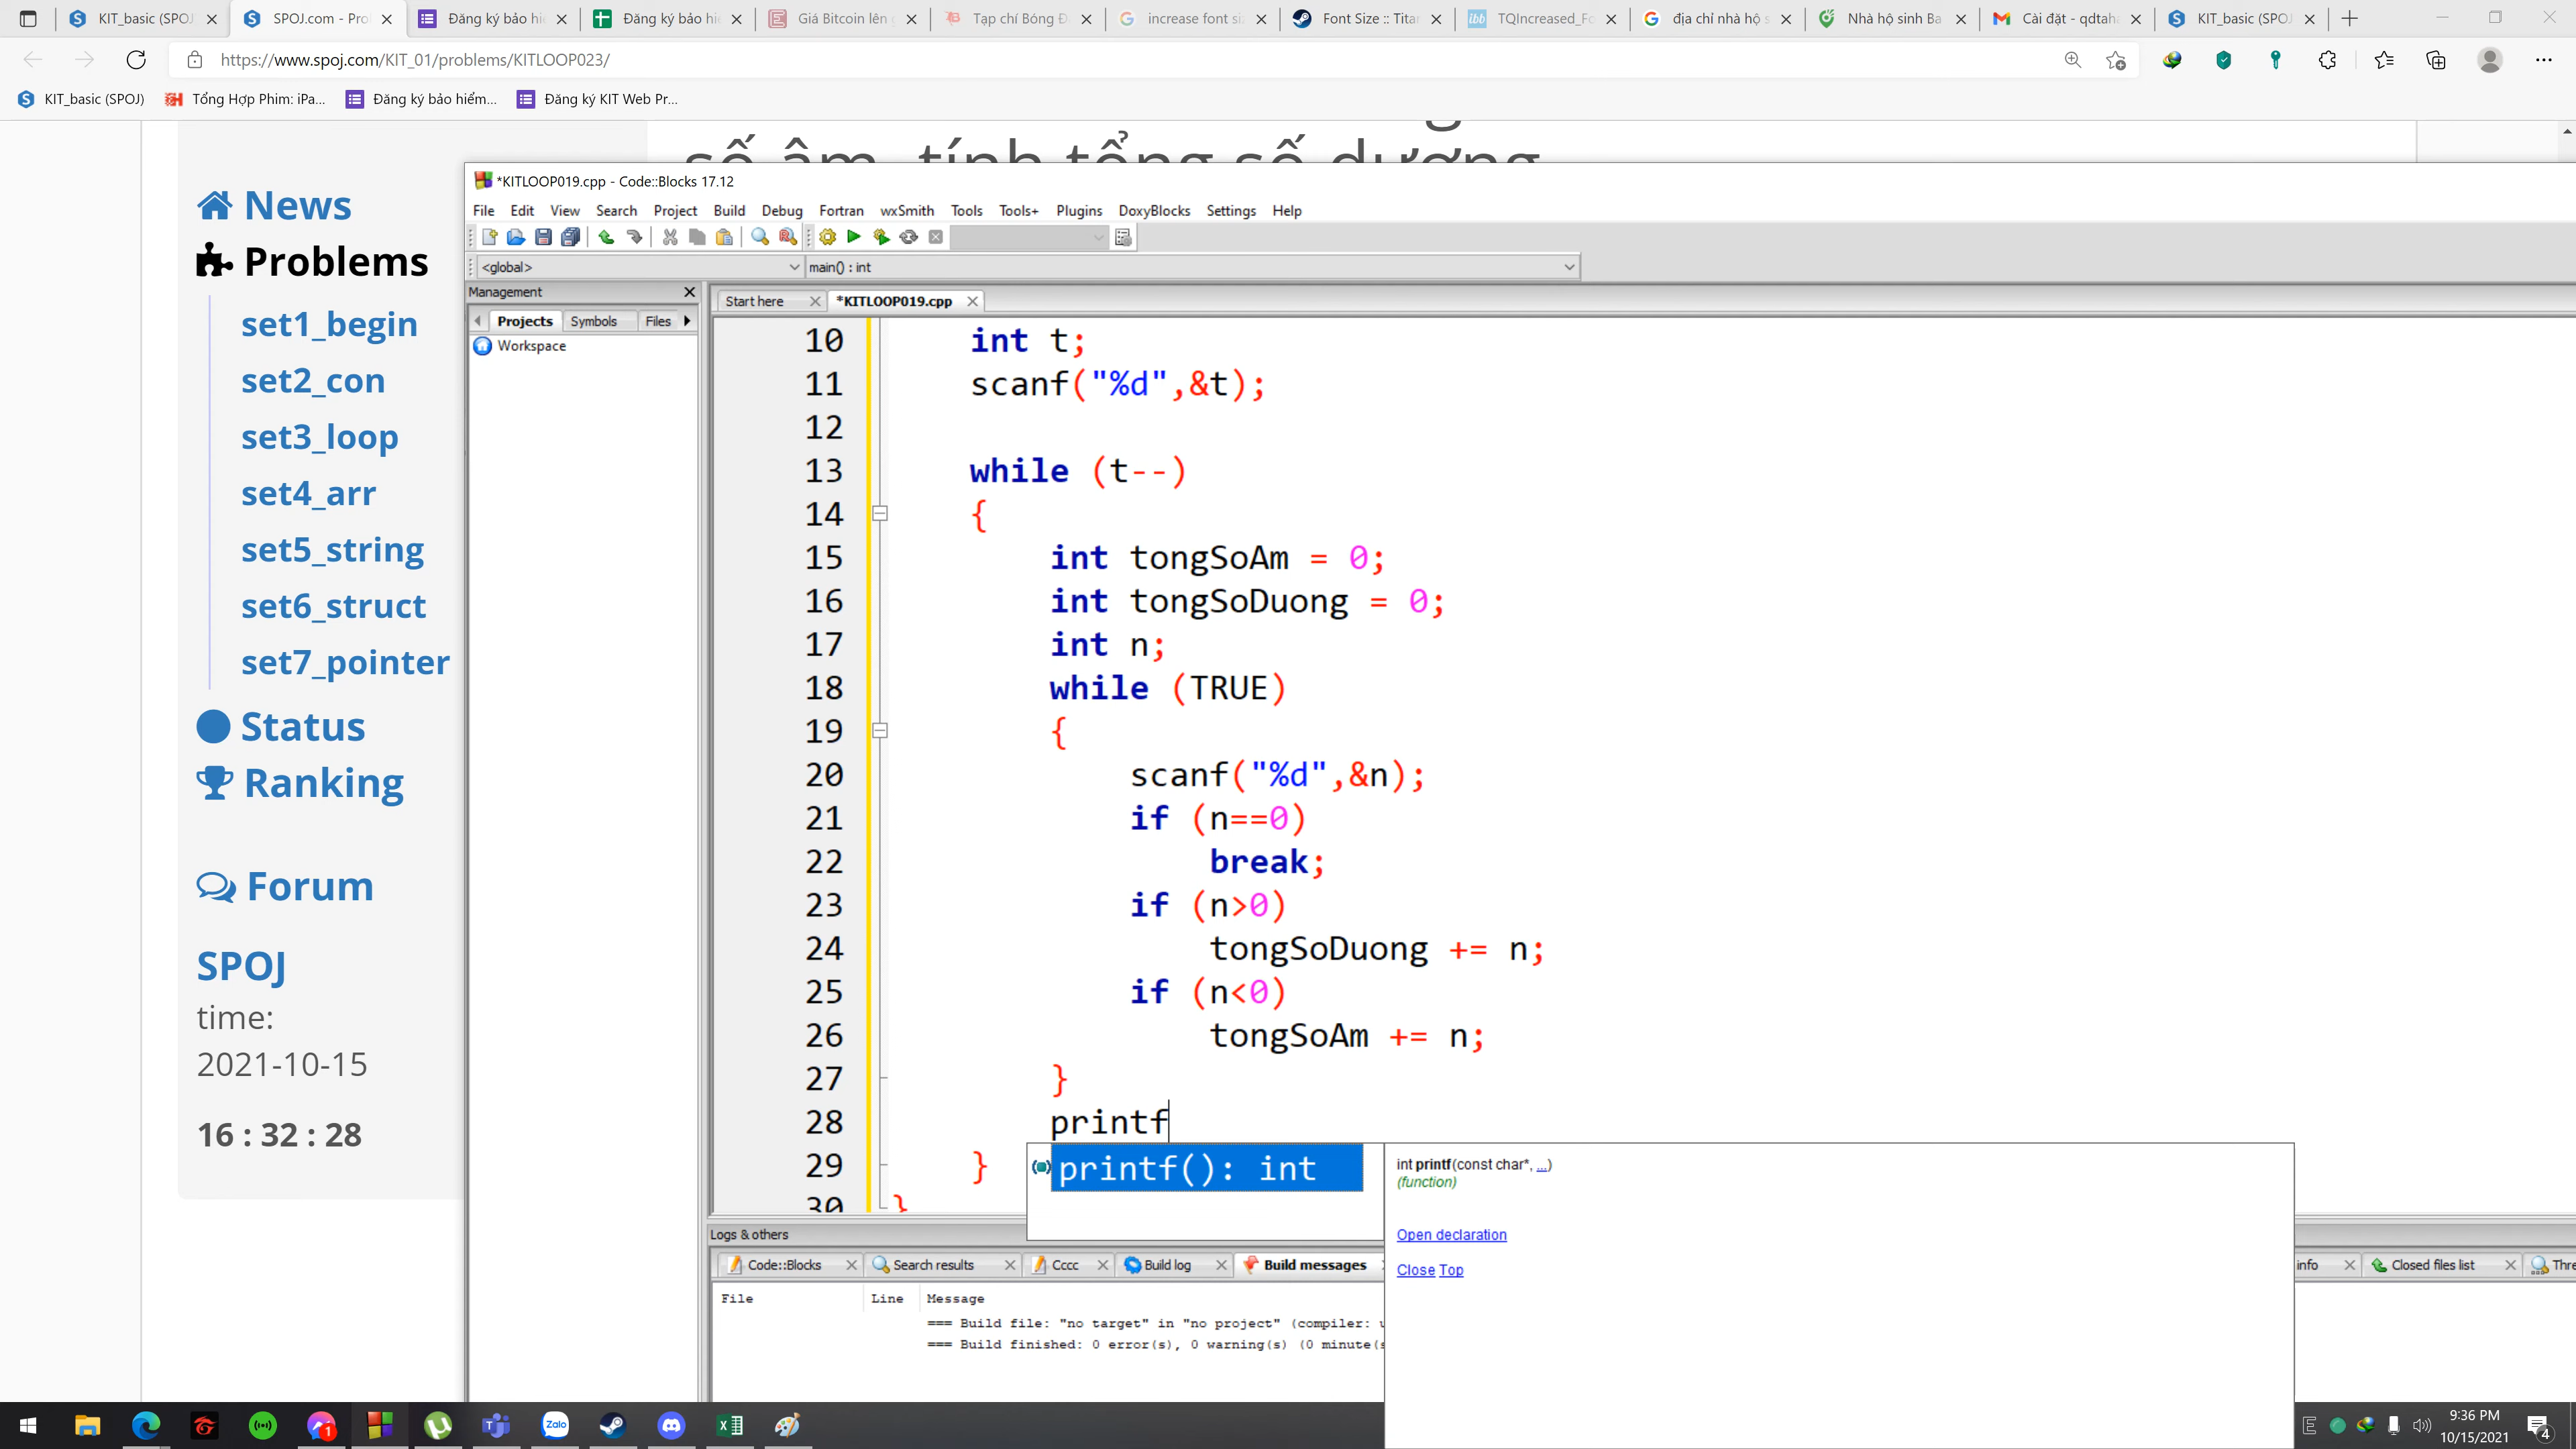 KIT_basic (SPOJ
SPOJ.com - Pro
Đăng ký bảo hi
Đăng ký bảo hi
Giá Bitcoin lên
Tạp chí Bóng Đ
increase font si
Font Size :: Tita
TQIncreased_Fo
địa chỉ nhà hộ s
Nhà hộ sinh Ba
Cài đặt - qdtaha
KIT_basic (SPOJ
https://www.spoj.com/KIT_01/problems/KITLOOP023/
KIT_basic (SPOJ)
Tổng Hợp Phim: iPa...
Đăng ký bảo hiểm...
Đăng ký KIT Web Pr...
số âm, tính tổng số dương
News
Problems
set1_begin
set2_con
set3_loop
set4_arr
set5_string
set6_struct
set7_pointer
Status
Ranking
Forum
SPOJ
time:
2021-10-15
16 : 32 : 28
*KITLOOP019.cpp - Code::Blocks 17.12
File Edit View Search Project Build Debug Fortran wxSmith Tools Tools+ Plugins DoxyBlocks Settings Help
<global>
main() : int
Management
Projects Symbols Files
Workspace
Start here
*KITLOOP019.cpp
10 int t;
11 scanf("%d",&t);
12
13 while (t--)
14 {
15 int tongSoAm = 0;
16 int tongSoDuong = 0;
17 int n;
18 while (TRUE)
19 {
20 scanf("%d",&n);
21 if (n==0)
22 break;
23 if (n>0)
24 tongSoDuong += n;
25 if (n<0)
26 tongSoAm += n;
27 }
28 printf
29 }
30 }
printf(): int
int printf(const char*, ...)
(function)
Open declaration
Close Top
Logs & others
Code::Blocks
Search results
Cccc
Build log
Build messages
info
Closed files list
Thre
File Line Message
=== Build file: "no target" in "no project" (compiler: u
=== Build finished: 0 error(s), 0 warning(s) (0 minute(s
Zalo
1
9:36 PM
10/15/2021
4